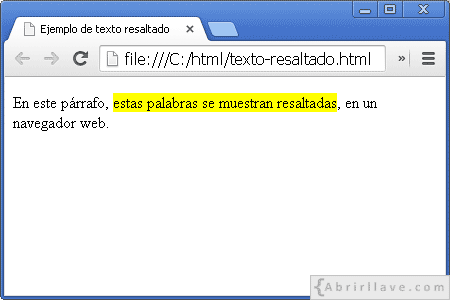 Ejemplo de texto resaltado
file:///C:/html/texto-resaltado.html
En este párrafo, estas palabras se muestran resaltadas, en un
navegador web.
{Abrirllave.com